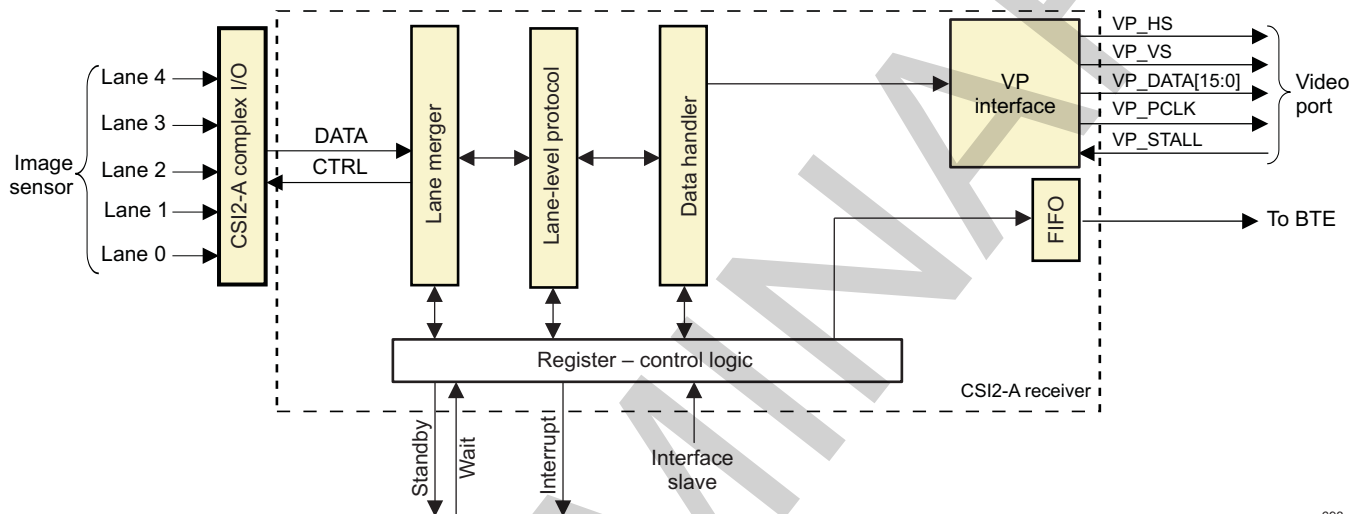 Image
sensor
Lane 4
Lane 3
Lane 2
Lane 1
Lane 0
CSI2-A complex I/O
DATA
CTRL
Lane merger
Lane-level protocol
Data handler
VP
interface
VP_HS
VP_VS
VP_DATA[15:0]
VP_PCLK
VP_STALL
Video
port
FIFO
To BTE
Register – control logic
CSI2-A receiver
Standby
Wait
Interrupt
Interface
slave